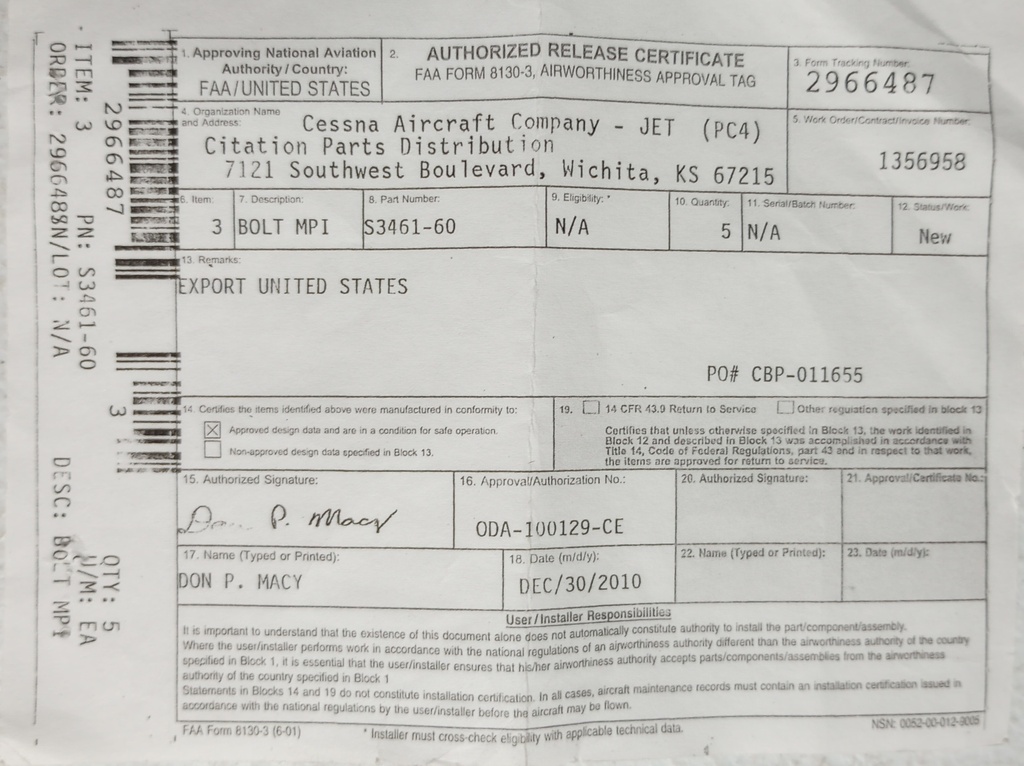 ITEM: 3 PN: S3461-60 DESC: BOLT MPI
2966487 3 QTY: 5
U/M: EA
1. Approving National Aviation
Authority / Country:
FAA/UNITED STATES
2.
AUTHORIZED RELEASE CERTIFICATE
FAA FORM 8130-3, AIRWORTHINESS APPROVAL TAG
3. Form Tracking Number:
2966487
4. Organization Name
and Address:
Cessna Aircraft Company - JET (PC4)
Citation Parts Distribution
7121 Southwest Boulevard, Wichita, KS 67215
5. Work Order/Contract/Invoice Number:
1356958
6. Item:
3
7. Description:
BOLT MPI
8. Part Number:
S3461-60
9. Eligibility: *
N/A
10. Quantity:
5
11. Serial/Batch Number:
N/A
12. Status/Work:
New
13. Remarks:
EXPORT UNITED STATES
PO# CBP-011655
14. Certifies the items identified above were manufactured in conformity to:
Approved design data and are in a condition for safe operation.
Non-approved design data specified in Block 13.
19. 14 CFR 43.9 Return to Service Other regulation specified in block 13
Certifies that unless otherwise specified in Block 13, the work identified in
Block 12 and described in Block 13 was accomplished in accordance with
Title 14, Code of Federal Regulations, part 43 and in respect to that work,
the items are approved for return to service.
15. Authorized Signature:
Don P. Macy
16. Approval/Authorization No.:
ODA-100129-CE
20. Authorized Signature:
21. Approval/Certificate No.:
17. Name (Typed or Printed):
DON P. MACY
18. Date (m/d/y):
DEC/30/2010
22. Name (Typed or Printed):
23. Date (m/d/y):
User/Installer Responsibilities
It is important to understand that the existence of this document alone does not automatically constitute authority to install the part/component/assembly.
Where the user/installer performs work in accordance with the national regulations of an airworthiness authority different than the airworthiness authority of the country
specified in Block 1, it is essential that the user/installer ensures that his/her airworthiness authority accepts parts/components/assemblies from the airworthiness
authority of the country specified in Block 1
Statements in Blocks 14 and 19 do not constitute installation certification. In all cases, aircraft maintenance records must contain an installation certification issued in
accordance with the national regulations by the user/installer before the aircraft may be flown.
FAA Form 8130-3 (6-01)
* Installer must cross-check eligibility with applicable technical data.
NSN: 0052-00-012-9005